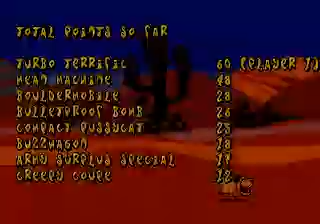 TOTAL POINTS SO FAR
TURBO TERRIFIC 60 (PLAYER 1)
MEAN MACHINE 48
BOULDERMOBILE 28
BULLETPROOF BOMB 26
COMPACT PUSSYCAT 25
BUZZWAGON 18
ARMY SURPLUS SPECIAL 17
CREEPY COUPE 12